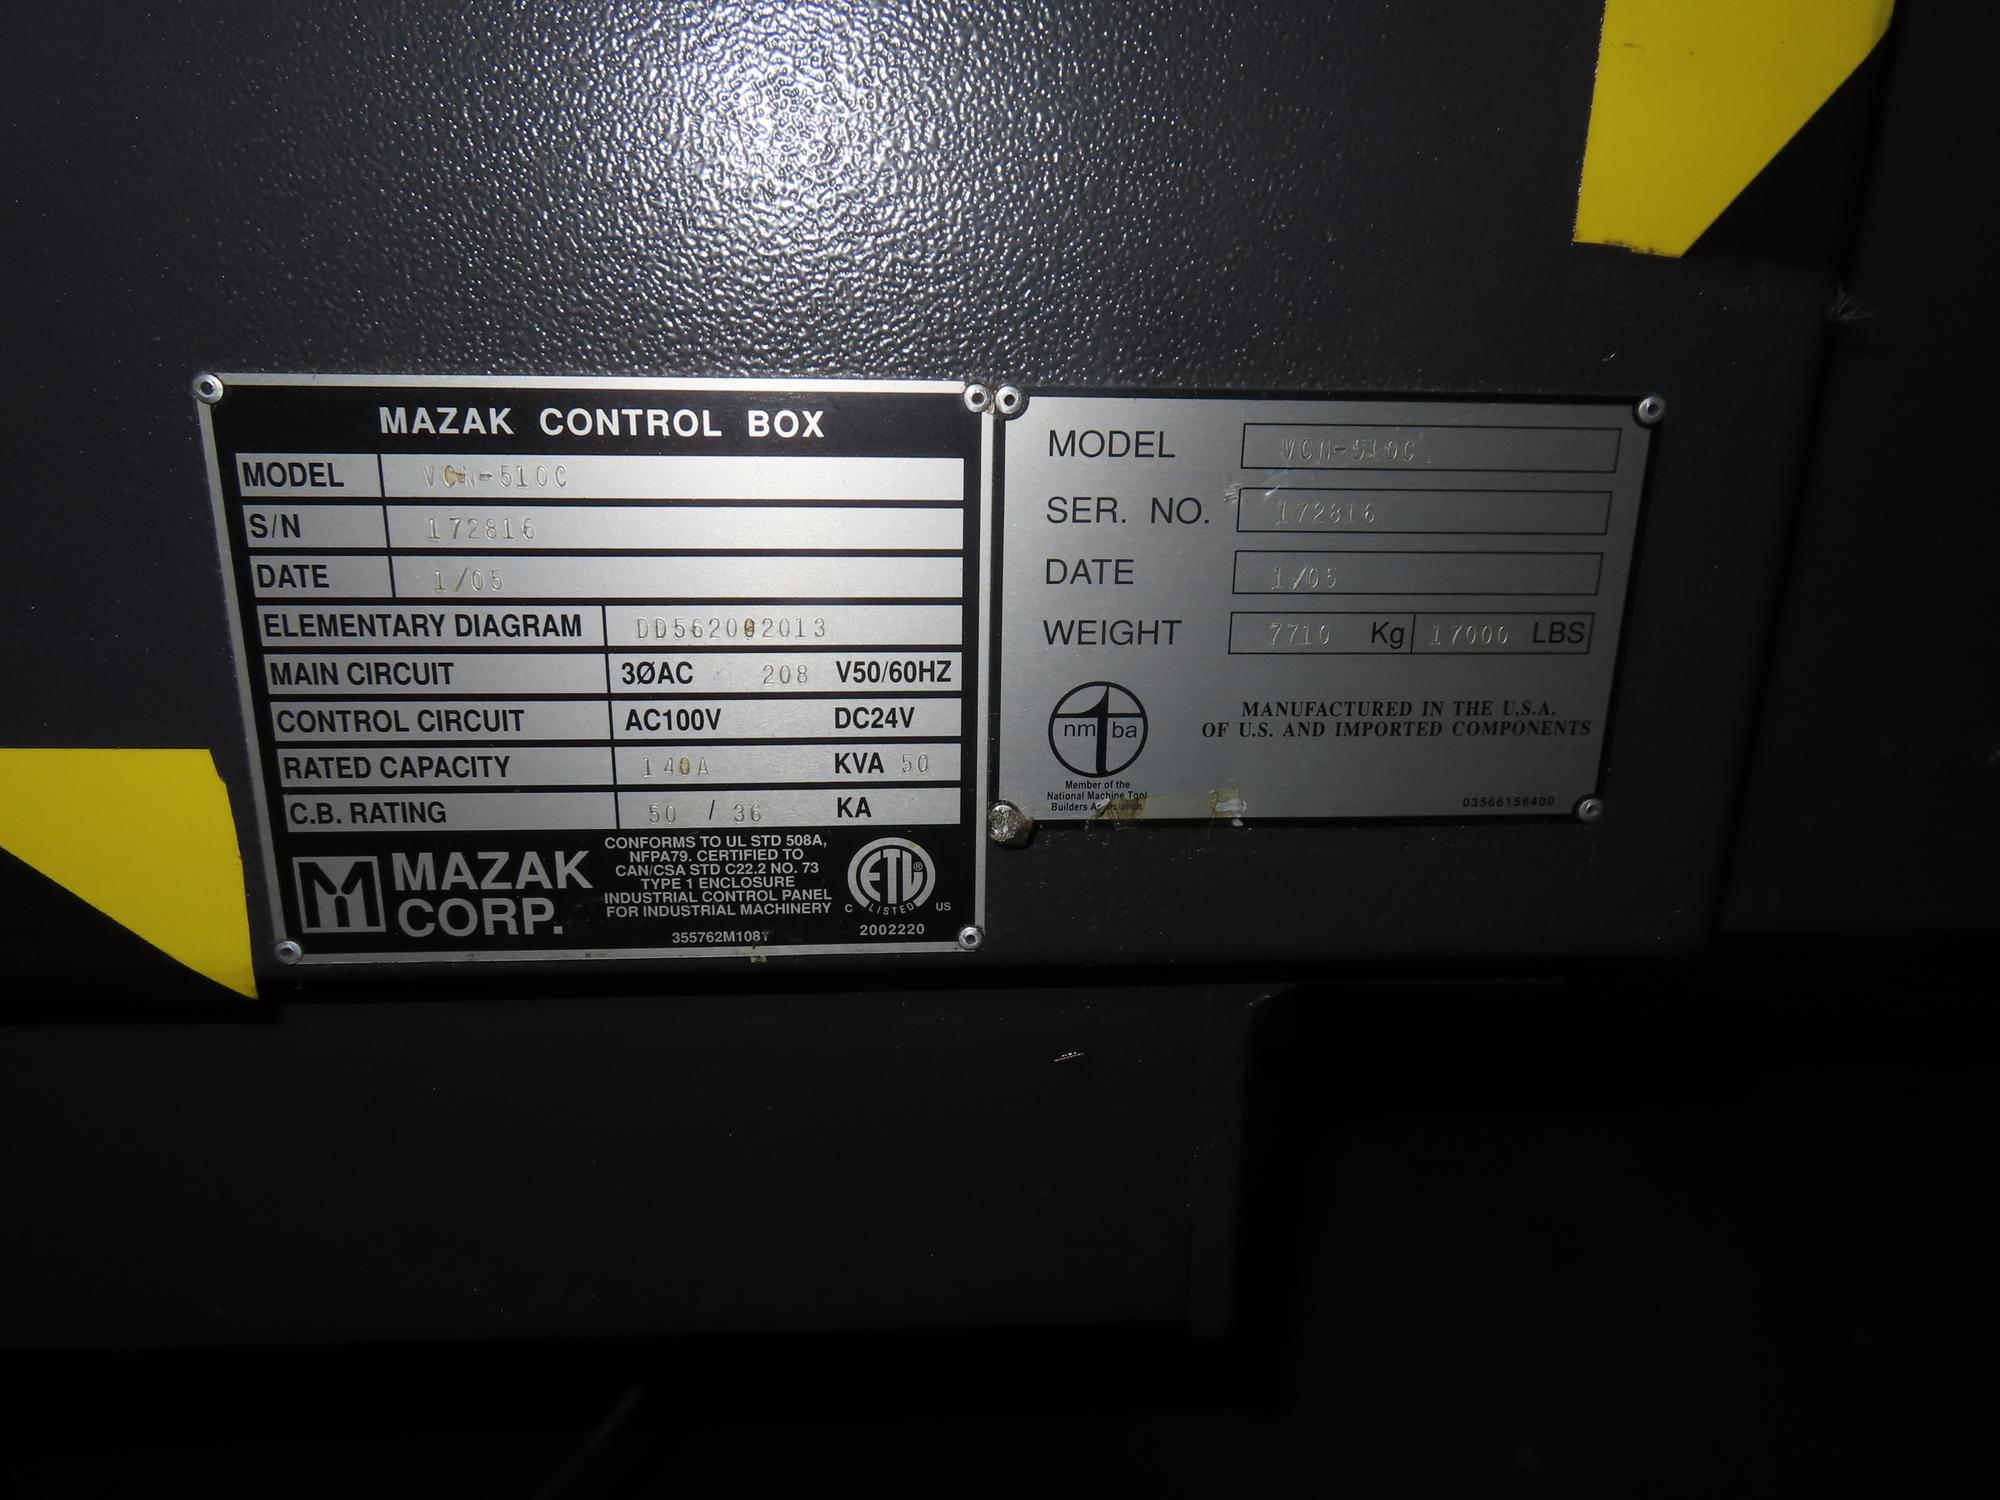 MAZAK CONTROL BOX
MODEL VCN-510C
S/N 172816
DATE 1/05
ELEMENTARY DIAGRAM DD562002013
MAIN CIRCUIT 3ØAC 208 V50/60HZ
CONTROL CIRCUIT AC100V DC24V
RATED CAPACITY 140A KVA 50
C.B. RATING 50 / 36 KA
MAZAK
CORP.
CONFORMS TO UL STD 508A,
NFPA79. CERTIFIED TO
CAN/CSA STD C22.2 NO. 73
TYPE 1 ENCLOSURE
INDUSTRIAL CONTROL PANEL
FOR INDUSTRIAL MACHINERY
355762M1081
ETL ®
C LISTED US
2002220
MODEL VCN-510C
SER. NO. 172816
DATE 1/05
WEIGHT 7710 Kg 17000 LBS
nm ba
Member of the
National Machine Tool
Builders Association
MANUFACTURED IN THE U.S.A.
OF U.S. AND IMPORTED COMPONENTS
03566156400